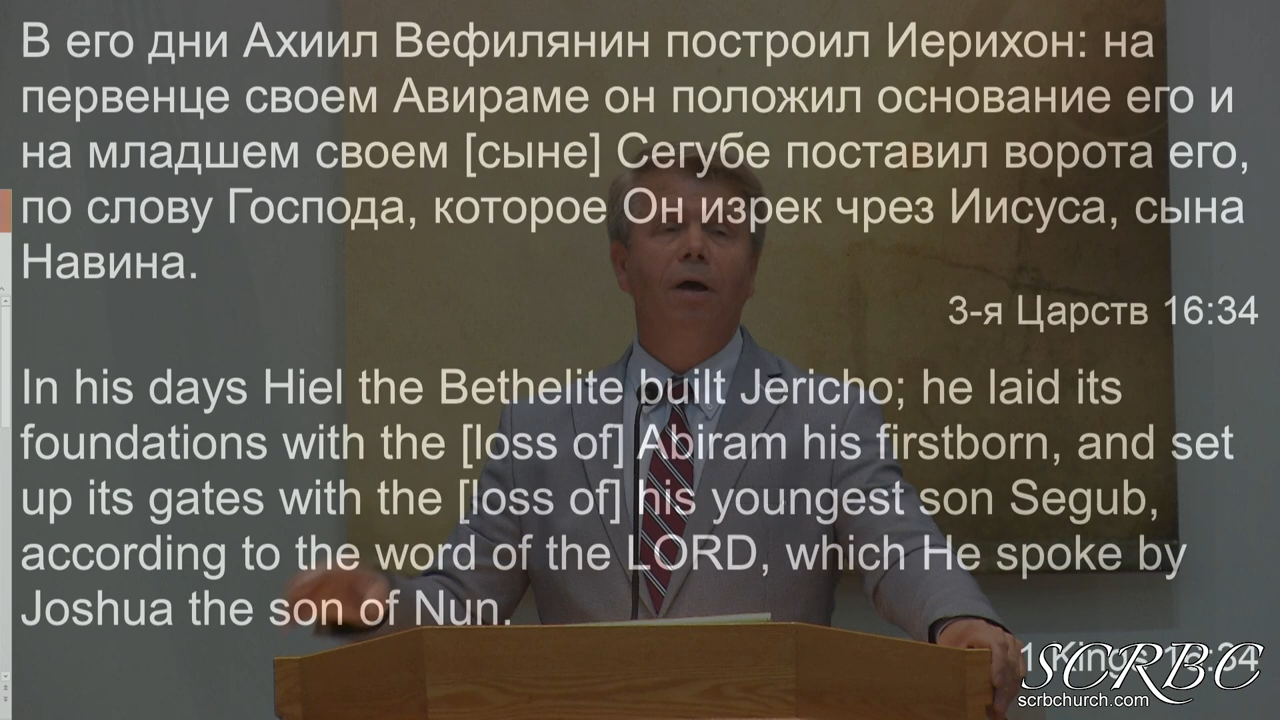 В его дни Ахиил Вефилянин построил Иерихон: на
первенце своем Авираме он положил основание его и
на младшем своем [сыне] Сегубе поставил ворота его,
по слову Господа, которое Он изрек чрез Иисуса, сына
Навина.
3-я Царств 16:34
In his days Hiel the Bethelite built Jericho; he laid its
foundations with the [loss of] Abiram his firstborn, and set
up its gates with the [loss of] his youngest son Segub,
according to the word of the LORD, which He spoke by
Joshua the son of Nun.
1 Kings 16:34
SCRBC
scrbchurch.com